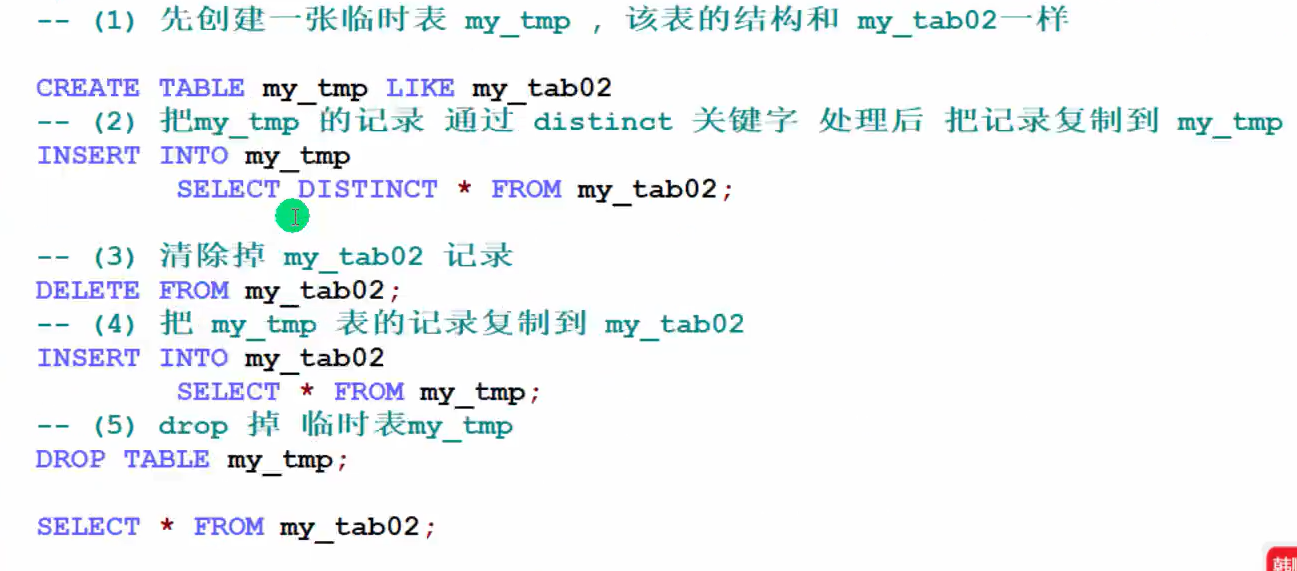 -- (1) 先创建一张临时表 my_tmp , 该表的结构和 my_tab02一样
CREATE TABLE my_tmp LIKE my_tab02
-- (2) 把my_tmp 的记录 通过 distinct 关键字 处理后 把记录复制到 my_tmp
INSERT INTO my_tmp
SELECT DISTINCT * FROM my_tab02;
-- (3) 清除掉 my_tab02 记录
DELETE FROM my_tab02;
-- (4) 把 my_tmp 表的记录复制到 my_tab02
INSERT INTO my_tab02
SELECT * FROM my_tmp;
-- (5) drop 掉 临时表my_tmp
DROP TABLE my_tmp;
SELECT * FROM my_tab02;